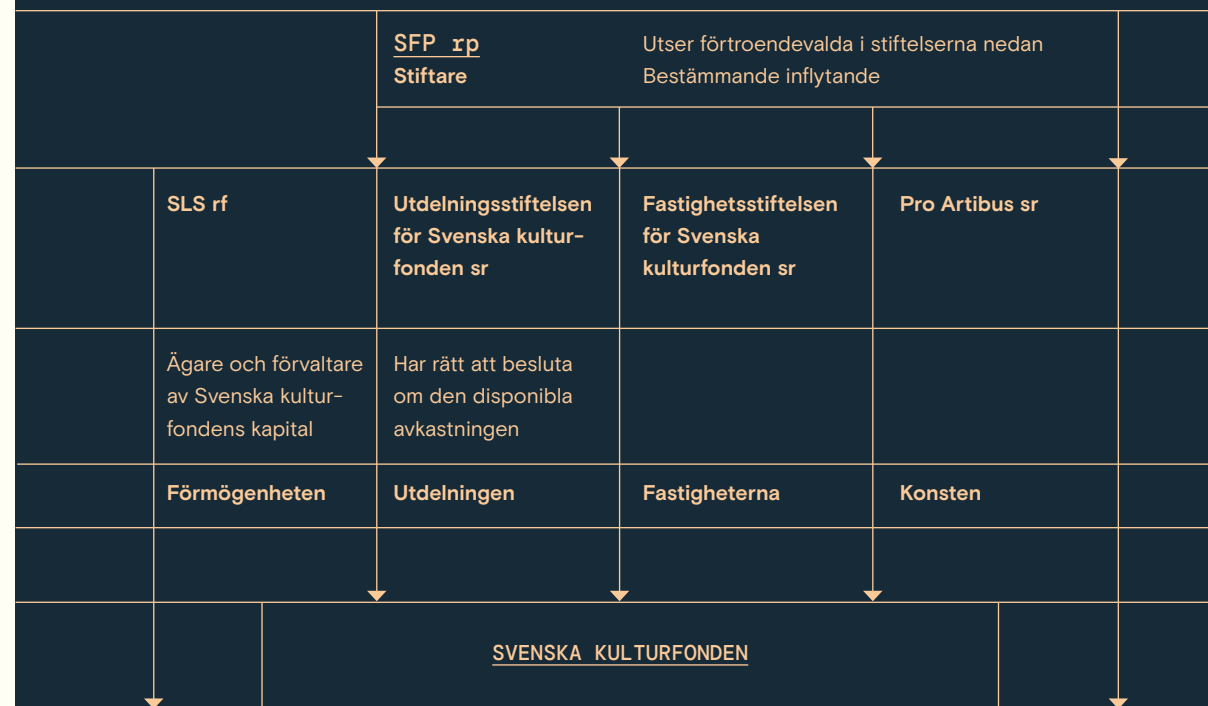 SFP rp
Stiftare
Utser förtroendevalda i stiftelserna nedan
Bestämmande inflytande
SLS rf
Utdelningsstiftelsen
för Svenska kultur-
fonden sr
Fastighetsstiftelsen
för Svenska
kulturfonden sr
Pro Artibus sr
Ägare och förvaltare
av Svenska kultur-
fondens kapital
Har rätt att besluta
om den disponibla
avkastningen
Förmögenheten
Utdelningen
Fastigheterna
Konsten
SVENSKA KULTURFONDEN